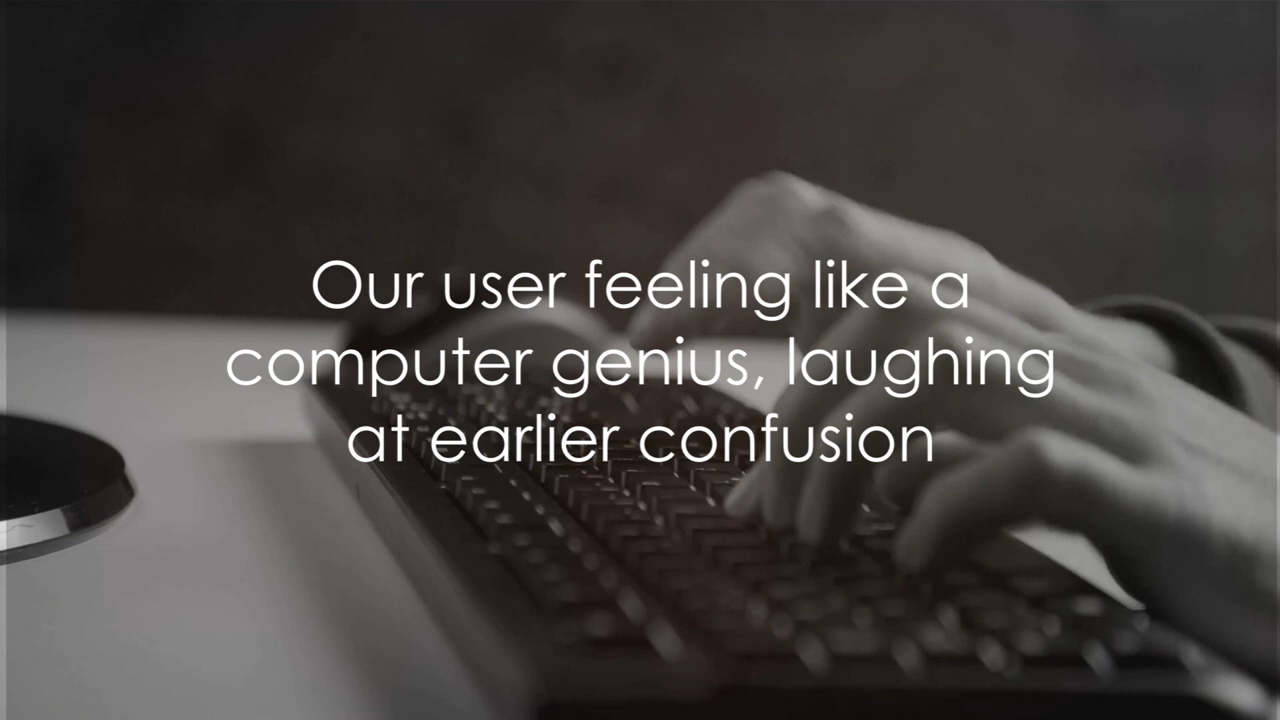 Our user feeling like a
computer genius, laughing
at earlier confusion